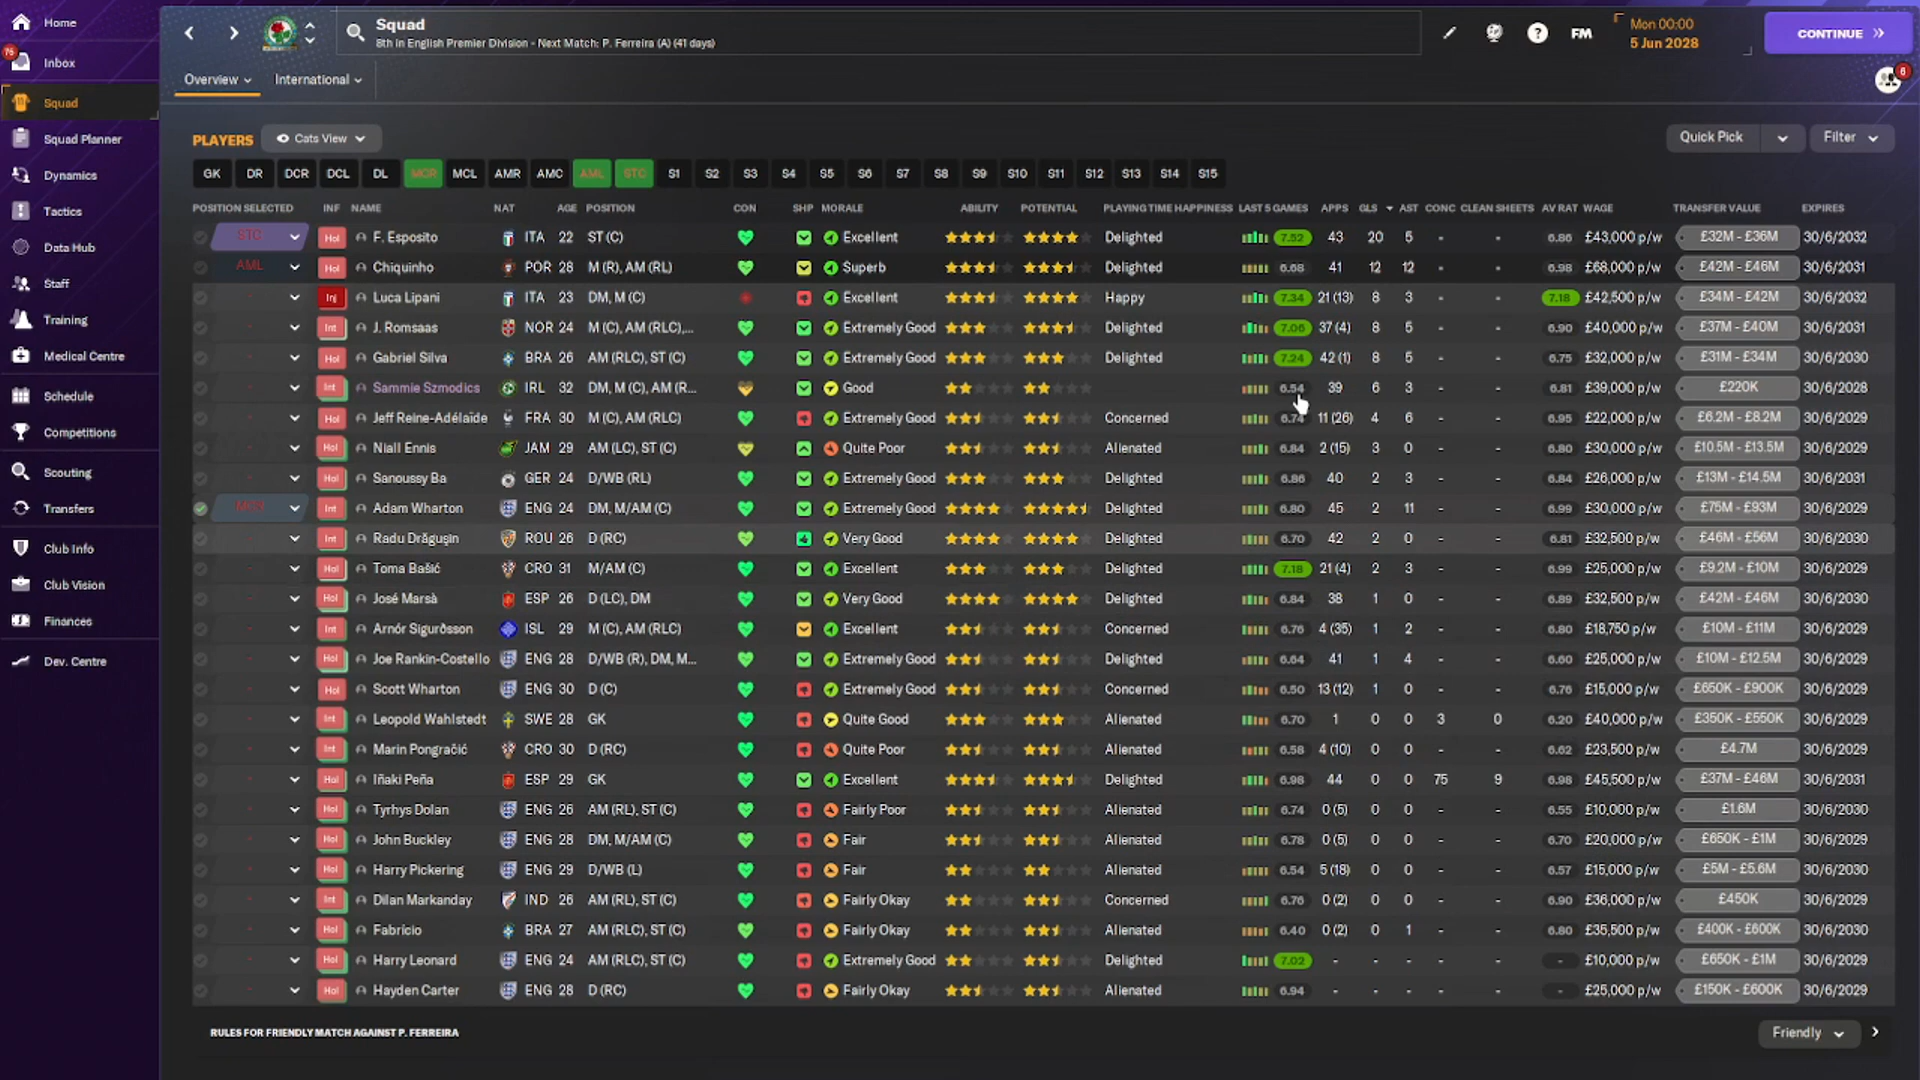 Home
76
Inbox
Squad
Squad Planner
Dynamics
Tactics
Data Hub
Staff
Training
Medical Centre
Schedule
Competitions
Scouting
Transfers
Club Info
Club Vision
Finances
Dev. Centre
Squad
8th in English Premier Division - Next Match: P. Ferreira (A) (41 days)
FM
Mon 00:00
5 Jun 2028
CONTINUE
6
Overview International
PLAYERS Cats View
Quick Pick Filter
GK DR DCR DCL DL MCR MCL AMR AMC AML STC S1 S2 S3 S4 S5 S6 S7 S8 S9 S10 S11 S12 S13 S14 S15
POSITION SELECTED INF NAME NAT AGE POSITION CON SHP MORALE ABILITY POTENTIAL PLAYING TIME HAPPINESS LAST 5 GAMES APPS GLS AST CONC CLEAN SHEETS AV RAT WAGE TRANSFER VALUE EXPIRES
STC Hol F. Esposito ITA 22 ST (C) Excellent Delighted 7.52 43 20 5 - - 6.86 £43,000 p/w £32M - £36M 30/6/2032
AML Hol Chiquinho POR 28 M (R), AM (RL) Superb Delighted 6.68 41 12 12 - - 6.98 £68,000 p/w £42M - £46M 30/6/2031
- Inj Luca Lipani ITA 23 DM, M (C) Excellent Happy 7.34 21 (13) 8 3 - - 7.18 £42,500 p/w £34M - £42M 30/6/2032
- Int J. Romsaas NOR 24 M (C), AM (RLC),... Extremely Good Delighted 7.06 37 (4) 8 5 - - 6.90 £40,000 p/w £37M - £40M 30/6/2031
- Hol Gabriel Silva BRA 26 AM (RLC), ST (C) Extremely Good Delighted 7.24 42 (1) 8 5 - - 6.75 £32,000 p/w £31M - £34M 30/6/2030
- Int Sammie Szmodics IRL 32 DM, M (C), AM (R... Good 6.54 39 6 3 - - 6.81 £39,000 p/w £220K 30/6/2028
- Hol Jeff Reine-Adélaïde FRA 30 M (C), AM (RLC) Extremely Good Concerned 6.74 11 (26) 4 6 - - 6.95 £22,000 p/w £6.2M - £8.2M 30/6/2029
- Hol Niall Ennis JAM 29 AM (LC), ST (C) Quite Poor Alienated 6.84 2 (15) 3 0 - - 6.80 £30,000 p/w £10.5M - £13.5M 30/6/2029
- Hol Sanoussy Ba GER 24 D/WB (RL) Extremely Good Delighted 6.86 40 2 3 - - 6.84 £26,000 p/w £13M - £14.5M 30/6/2031
MCR Int Adam Wharton ENG 24 DM, M/AM (C) Extremely Good Delighted 6.80 45 2 11 - - 6.99 £30,000 p/w £75M - £93M 30/6/2029
- Int Radu Drăguşin ROU 26 D (RC) Very Good Delighted 6.70 42 2 0 - - 6.81 £32,500 p/w £46M - £56M 30/6/2030
- Hol Toma Bašić CRO 31 M/AM (C) Excellent Delighted 7.18 21 (4) 2 3 - - 6.99 £25,000 p/w £9.2M - £10M 30/6/2029
- Hol José Marsà ESP 26 D (LC), DM Very Good Delighted 6.84 38 1 0 - - 6.89 £32,500 p/w £42M - £46M 30/6/2030
- Int Arnór Sigurðsson ISL 29 M (C), AM (RLC) Excellent Concerned 6.76 4 (35) 1 2 - - 6.80 £18,750 p/w £10M - £11M 30/6/2029
- Hol Joe Rankin-Costello ENG 28 D/WB (R), DM, M... Extremely Good Delighted 6.64 41 1 4 - - 6.60 £25,000 p/w £10M - £12.5M 30/6/2029
- Hol Scott Wharton ENG 30 D (C) Extremely Good Concerned 6.50 13 (12) 1 0 - - 6.76 £15,000 p/w £650K - £900K 30/6/2029
- Int Leopold Wahlstedt SWE 28 GK Quite Good Alienated 6.70 1 0 0 3 0 6.20 £40,000 p/w £350K - £550K 30/6/2029
- Int Marin Pongračić CRO 30 D (RC) Quite Poor Alienated 6.58 4 (10) 0 0 - - 6.62 £23,500 p/w £4.7M 30/6/2029
- Hol Iñaki Peña ESP 29 GK Excellent Delighted 6.98 44 0 0 75 9 6.98 £45,500 p/w £37M - £46M 30/6/2031
- Hol Tyrhys Dolan ENG 26 AM (RL), ST (C) Fairly Poor Alienated 6.74 0 (5) 0 0 - - 6.55 £10,000 p/w £1.6M 30/6/2030
- Hol John Buckley ENG 28 DM, M/AM (C) Fair Alienated 6.78 0 (5) 0 0 - - 6.70 £20,000 p/w £650K - £1M 30/6/2029
- Hol Harry Pickering ENG 29 D/WB (L) Fair Alienated 6.54 5 (18) 0 0 - - 6.57 £15,000 p/w £5M - £5.6M 30/6/2030
- Int Dilan Markanday IND 26 AM (RL), ST (C) Fairly Okay Concerned 6.76 0 (2) 0 0 - - 6.90 £36,000 p/w £450K 30/6/2029
- Hol Fabrício BRA 27 AM (RLC), ST (C) Fairly Okay Alienated 6.40 0 (2) 0 1 - - 6.80 £35,500 p/w £400K - £600K 30/6/2030
- Hol Harry Leonard ENG 24 AM (RLC), ST (C) Extremely Good Delighted 7.02 - - - - - - £10,000 p/w £650K - £1M 30/6/2029
- Hol Hayden Carter ENG 28 D (RC) Fairly Okay Alienated 6.94 - - - - - - £25,000 p/w £150K - £600K 30/6/2029
RULES FOR FRIENDLY MATCH AGAINST P. FERREIRA
Friendly